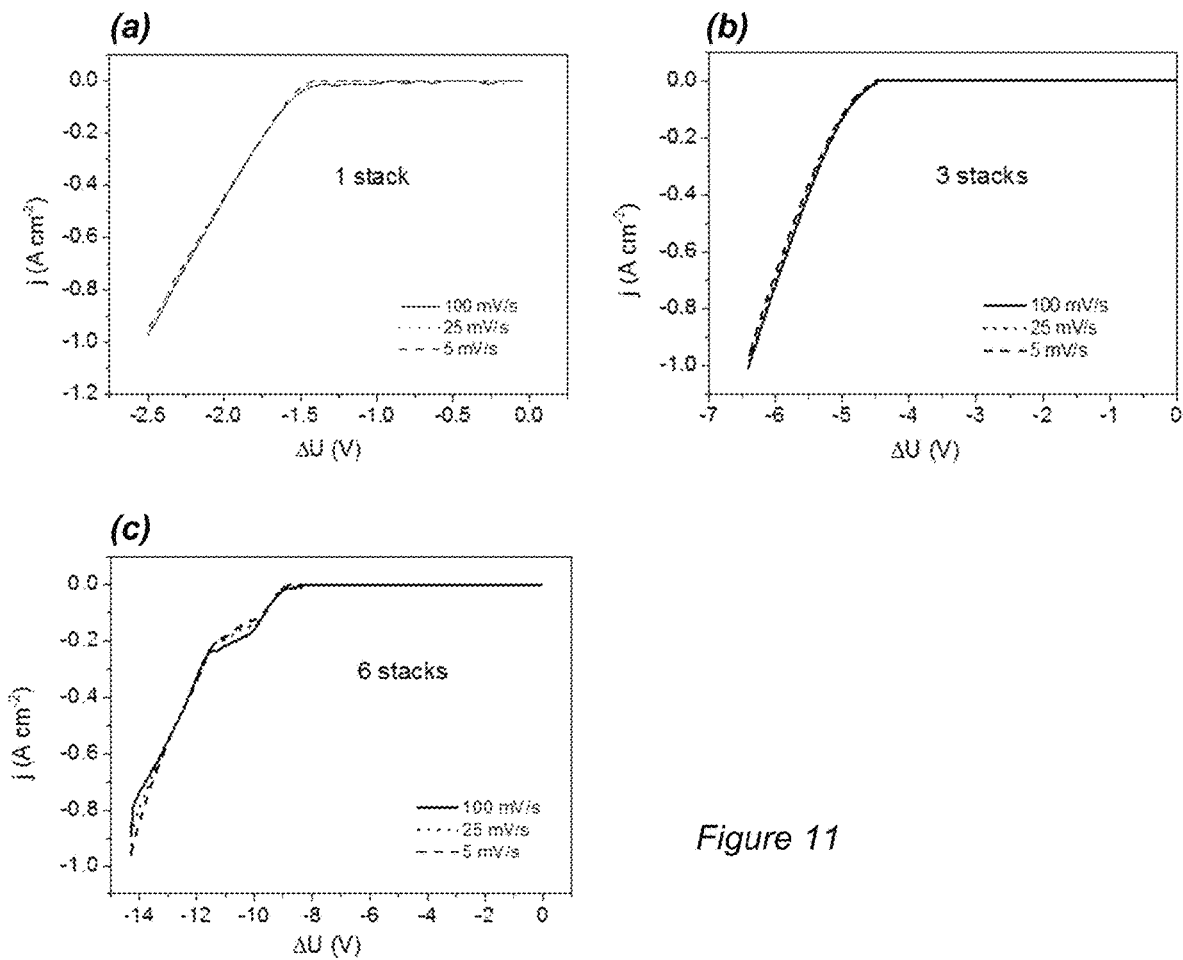 (a)
0.0
-0.2
-0.4
-0.6
-0.8
-1.0
-1.2
j (A cm-2)
1 stack
100 mV/s
25 mV/s
5 mV/s
-2.5 -2.0 -1.5 -1.0 -0.5 0.0
ΔU (V)
(b)
0.0
-0.2
-0.4
-0.6
-0.8
-1.0
j (A cm-2)
3 stacks
100 mV/s
25 mV/s
5 mV/s
-7 -6 -5 -4 -3 -2 -1 0
ΔU (V)
(c)
0.0
-0.2
-0.4
-0.6
-0.8
-1.0
j (A cm-2)
6 stacks
100 mV/s
25 mV/s
5 mV/s
-14 -12 -10 -8 -6 -4 -2 0
ΔU (V)
Figure 11